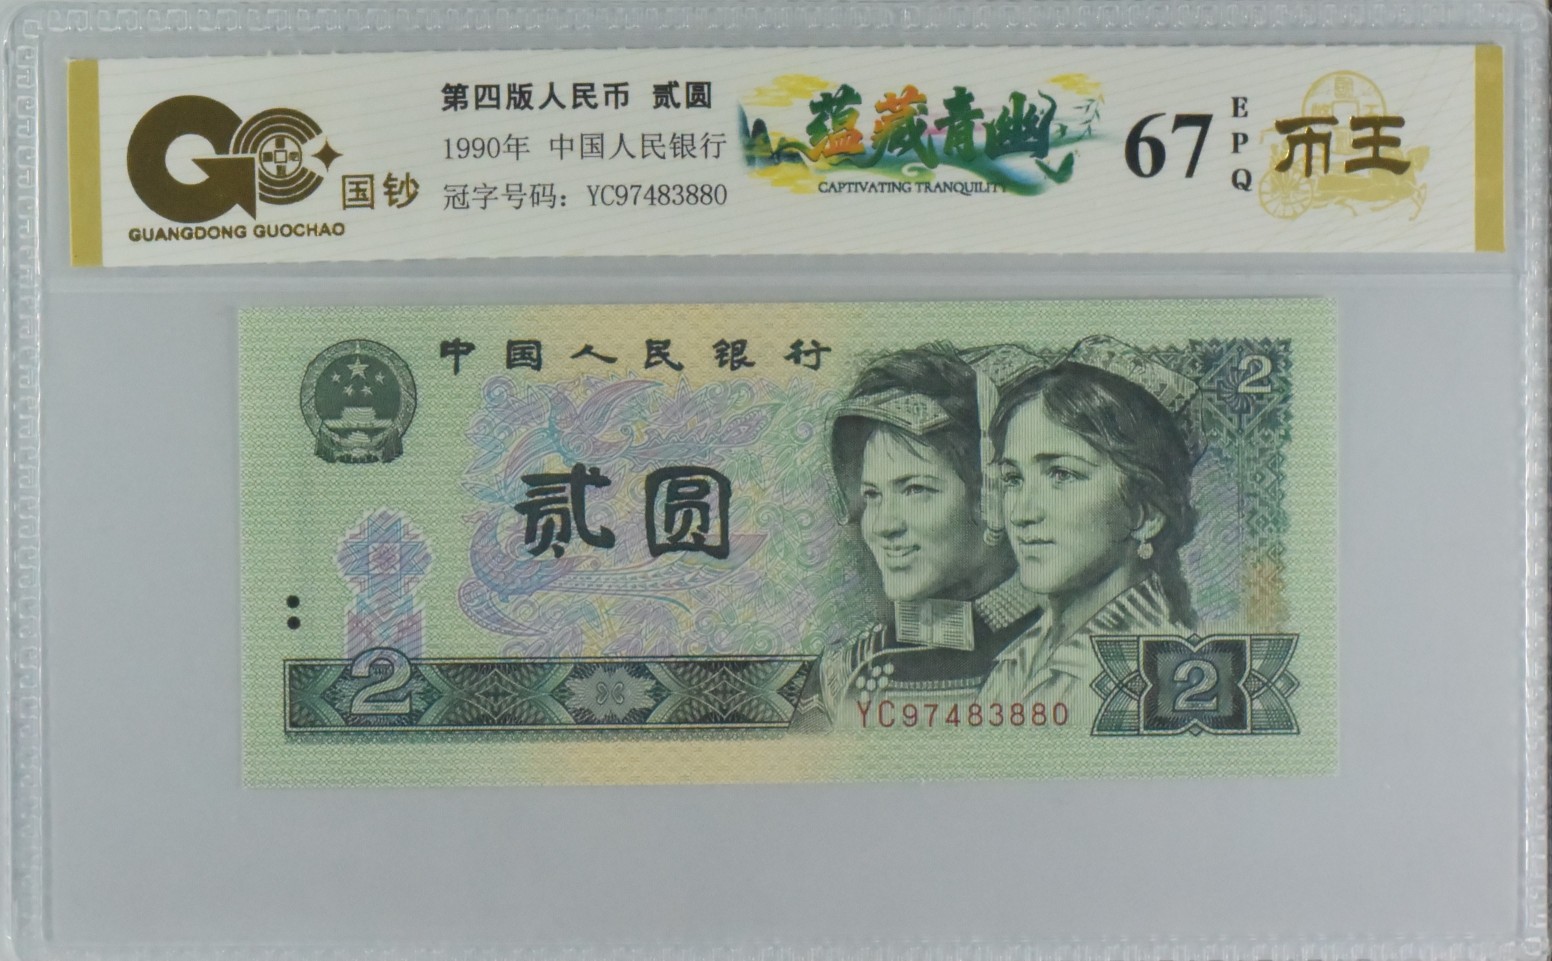 国钞
GUANGDONG GUOCHAO
第四版人民币 贰圆
1990年 中国人民银行
冠字号码：YC97483880
蕴藏青幽
CAPTIVATING TRANQUILITY
67
EPQ
币王
中国人民银行
2
贰圆
2
YC97483880
2